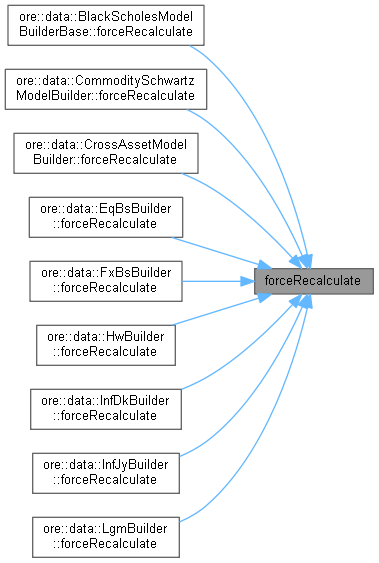 ore::data::BlackScholesModel
BuilderBase::forceRecalculate
ore::data::CommoditySchwartz
ModelBuilder::forceRecalculate
ore::data::CrossAssetModel
Builder::forceRecalculate
ore::data::EqBsBuilder
::forceRecalculate
ore::data::FxBsBuilder
::forceRecalculate
forceRecalculate
ore::data::HwBuilder
::forceRecalculate
ore::data::InfDkBuilder
::forceRecalculate
ore::data::InfJyBuilder
::forceRecalculate
ore::data::LgmBuilder
::forceRecalculate